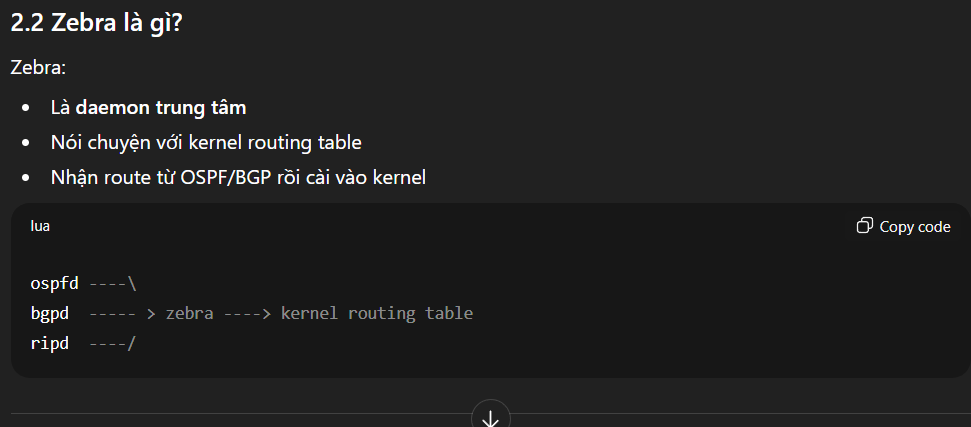 2.2 Zebra là gì?
Zebra:
• Là daemon trung tâm
• Nói chuyện với kernel routing table
• Nhận route từ OSPF/BGP rồi cài vào kernel
lua
Copy code
ospfd ----\
bgpd  ----- > zebra ----> kernel routing table
ripd  ----/